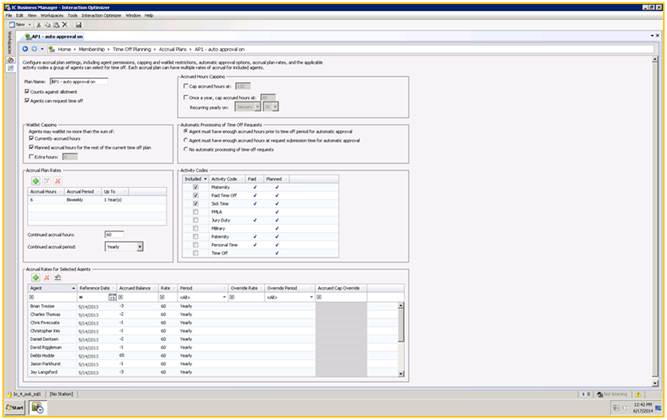 IC Business Manager - Interaction Optimizer
File Edit View Workspaces Tools Interaction Optimizer Window Help
New
AP1 - auto approval on
Workspaces
Home Membership Time Off Planning Accrual Plans AP1 - auto approval on
Configure accrual plan settings, including agent permissions, capping and waitlist restrictions, automatic approval options, accrual plan rates, and the applicable
activity codes a group of agents can select for time off. Each accrual plan can have multiple rates of accrual for included agents.
Plan Name: AP1 - auto approval on
Counts against allotment
Agents can request time off
Accrued Hours Capping
Cap accrued hours at:
Once a year, cap accrued hours at:
Recurring yearly on: January
Waitlist Capping
Agents may waitlist no more than the sum of:
Currently accrued hours
Planned accrued hours for the rest of the current time off plan
Extra hours:
Automatic Processing of Time Off Requests
Agent must have enough accrued hours prior to time off period for automatic approval
Agent must have enough accrued hours at request submission time for automatic approval
No automatic processing of time off requests
Accrual Plan Rates
Accrual Hours Accrual Period Up To
6 Biweekly 1 Year(s)
Continued accrual hours: 60
Continued accrual period: Yearly
Activity Codes
Included Activity Code Paid Planned
Maternity
Paid Time Off
Sick Time
FMLA
Jury Duty
Military
Paternity
Personal Time
Time Off
Accrual Rates for Selected Agents
Agent Reference Date Accrued Balance Rate Period Override Rate Override Period Accrued Cap Override
= <All> <All>
Brian Trezise 5/14/2013 -3 60 Yearly
Charles Thomas 5/14/2013 -2 60 Yearly
Chris Fivecoate 5/14/2013 -1 60 Yearly
Christopher Kim 5/14/2013 -1 60 Yearly
Daniel Derksen 5/14/2013 -2 60 Yearly
David Riggleman 5/14/2013 -1 60 Yearly
Debbi Hodde 5/14/2013 65 60 Yearly
Jason Parkhurst 5/14/2013 -1 60 Yearly
Jay Langsford 5/14/2013 -3 60 Yearly
[No Station]
0 Not listening
Start
12:42 PM
6/17/2014